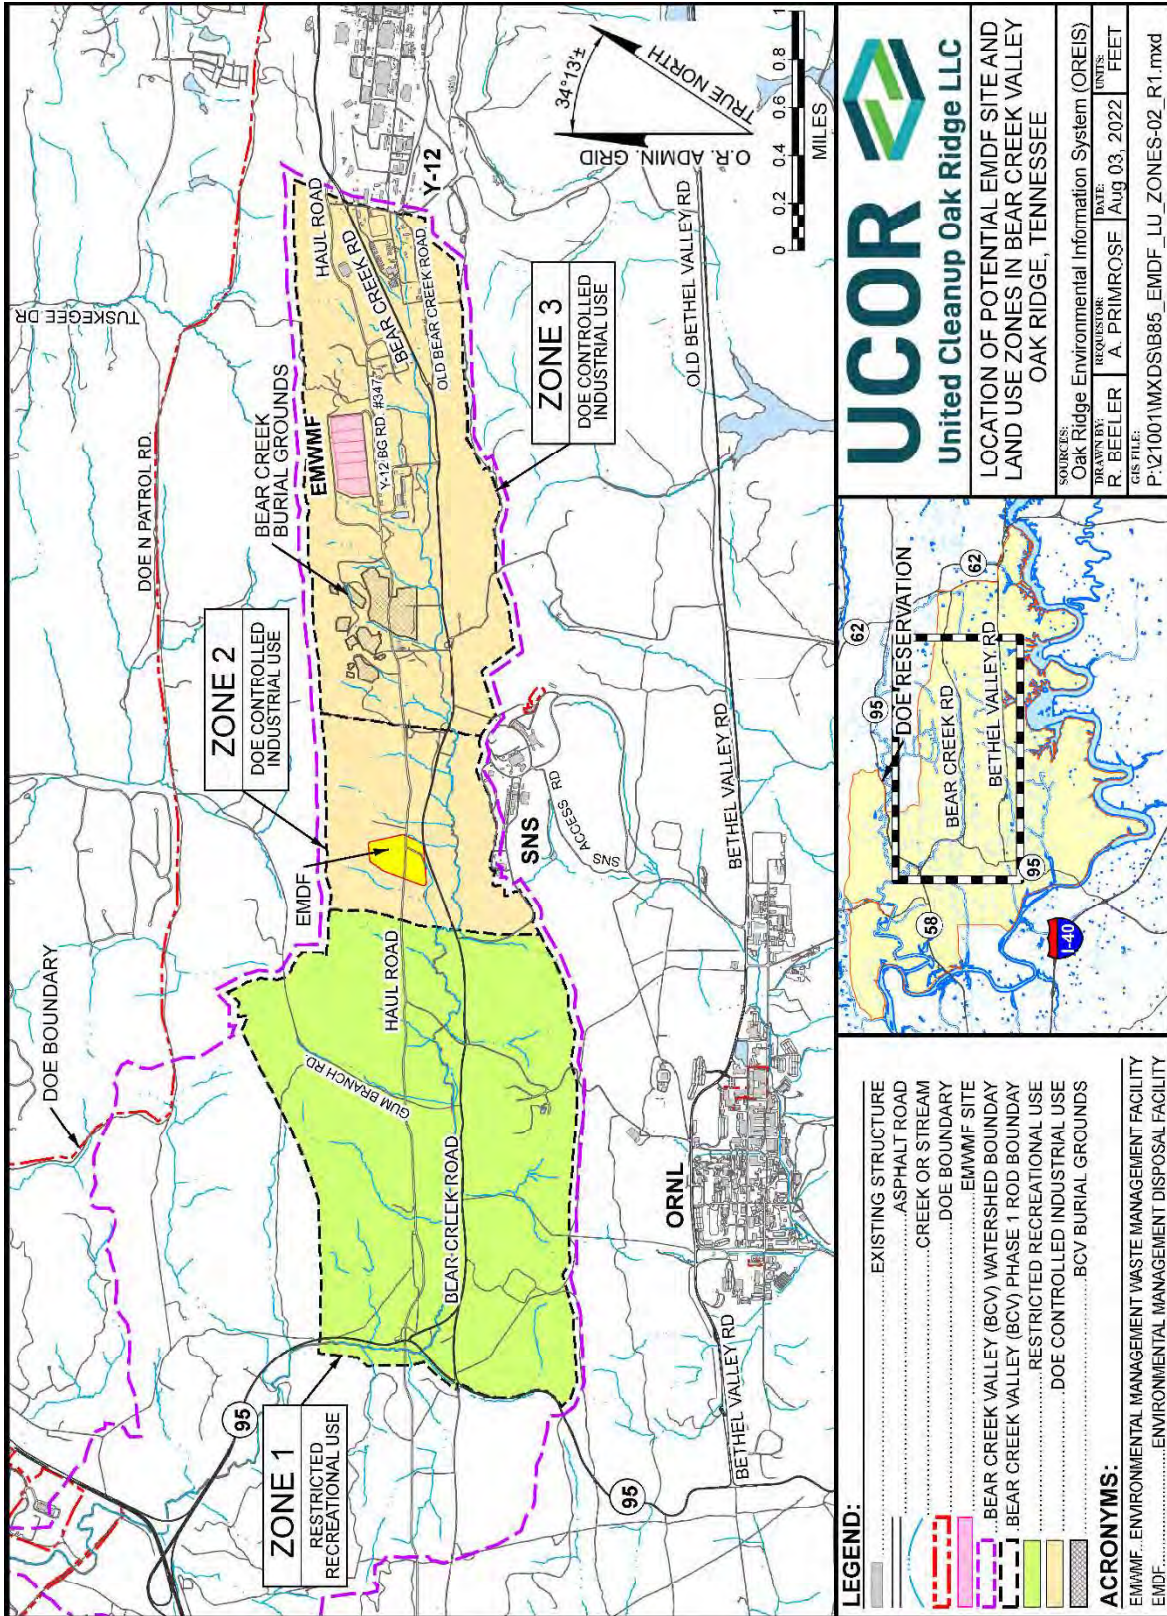 DOE BOUNDARY
DOE N PATROL RD.
TUSKEGEE DR
ZONE 1
RESTRICTED
RECREATIONAL USE
ZONE 2
DOE CONTROLLED
INDUSTRIAL USE
ZONE 3
DOE CONTROLLED
INDUSTRIAL USE
95
GUM BRANCH RD.
HAUL ROAD
BEAR CREEK ROAD
EMDF
BEAR CREEK
BURIAL GROUNDS
EMWMF
Y-12 BG RD. #347
HAUL ROAD
BEAR CREEK RD
OLD BEAR CREEK ROAD
Y-12
SNS
SNS ACCESS RD
ORNL
95
BETHEL VALLEY RD
BETHEL VALLEY RD
OLD BETHEL VALLEY RD
34°13'±
O.R. ADMIN. GRID
TRUE NORTH
0 0.2 0.4 0.6 0.8 1
MILES
LEGEND:
EXISTING STRUCTURE
ASPHALT ROAD
CREEK OR STREAM
DOE BOUNDARY
EMWMF SITE
BEAR CREEK VALLEY (BCV) WATERSHED BOUNDAY
BEAR CREEK VALLEY (BCV) PHASE 1 ROD BOUNDAY
RESTRICTED RECREATIONAL USE
DOE CONTROLLED INDUSTRIAL USE
BCV BURIAL GROUNDS
ACRONYMS:
EMWMF ENVIRONMENTAL MANAGEMENT WASTE MANAGEMENT FACILITY
EMDF ENVIRONMENTAL MANAGEMENT DISPOSAL FACILITY
62
95
DOE RESERVATION
62
BEAR CREEK RD
BETHEL VALLEY RD
58
95
I-40
UCOR
United Cleanup Oak Ridge LLC
LOCATION OF POTENTIAL EMDF SITE AND
LAND USE ZONES IN BEAR CREEK VALLEY
OAK RIDGE, TENNESSEE
SOURCES:
Oak Ridge Environmental Information System (OREIS)
DRAWN BY: REQUESTOR: DATE: UNITS:
R. BEELER A. PRIMROSE Aug 03, 2022 FEET
GIS FILE:
P:\21001\MXDS\B85_EMDF_LU_ZONES-02_R1.mxd